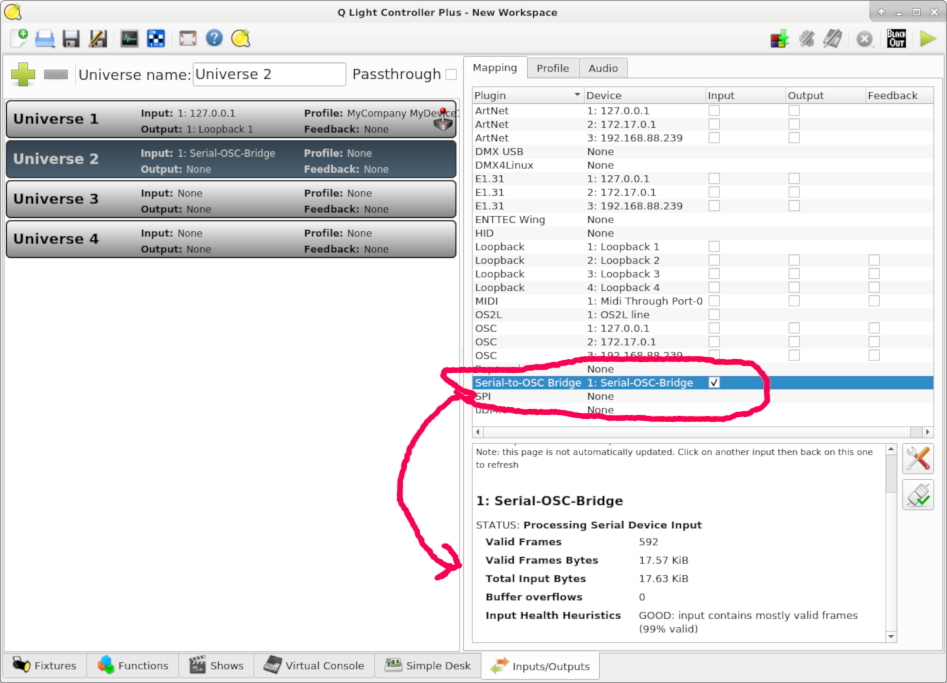 Q Light Controller Plus - New Workspace
BLACK
OUT
Universe name: Universe 2 Passthrough
Universe 1 Input: 1: 127.0.0.1 Profile: MyCompany MyDevice
Output: 1: Loopback 1 Feedback: None
Universe 2 Input: 1: Serial-OSC-Bridge Profile: None
Output: None Feedback: None
Universe 3 Input: None Profile: None
Output: None Feedback: None
Universe 4 Input: None Profile: None
Output: None Feedback: None
Mapping Profile Audio
Plugin Device Input Output Feedback
ArtNet 1: 127.0.0.1
ArtNet 2: 172.17.0.1
ArtNet 3: 192.168.88.239
DMX USB None
DMX4Linux None
E1.31 1: 127.0.0.1
E1.31 2: 172.17.0.1
E1.31 3: 192.168.88.239
ENTTEC Wing None
HID None
Loopback 1: Loopback 1
Loopback 2: Loopback 2
Loopback 3: Loopback 3
Loopback 4: Loopback 4
MIDI 1: Midi Through Port-0
OS2L 1: OS2L line
OSC 1: 127.0.0.1
OSC 2: 172.17.0.1
OSC 3: 192.168.88.239
None
Serial-to-OSC Bridge 1: Serial-OSC-Bridge
SPI None
None
Note: this page is not automatically updated. Click on another input then back on this one
to refresh
1: Serial-OSC-Bridge
STATUS: Processing Serial Device Input
Valid Frames 592
Valid Frames Bytes 17.57 KiB
Total Input Bytes 17.63 KiB
Buffer overflows 0
Input Health Heuristics GOOD: input contains mostly valid frames
(99% valid)
Fixtures Functions Shows Virtual Console Simple Desk Inputs/Outputs